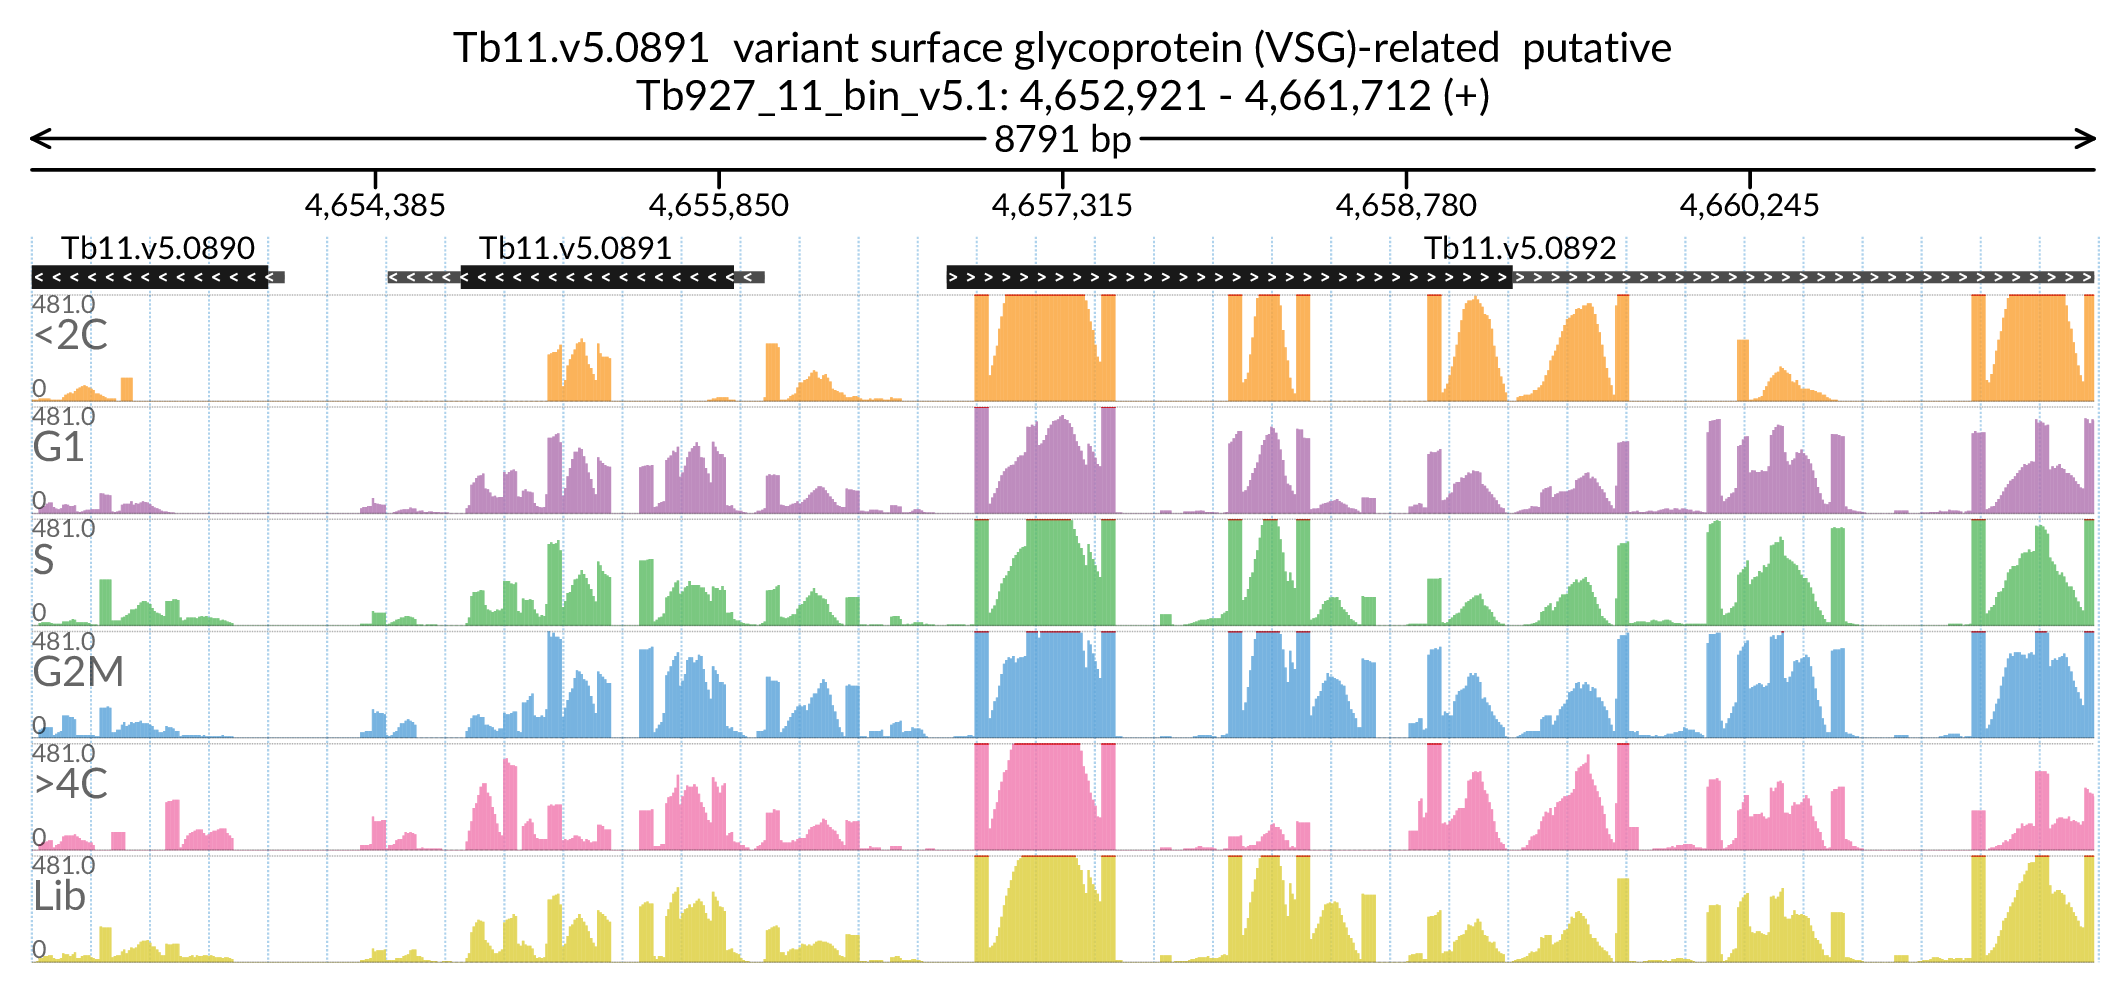 Tb11.v5.0891 variant surface glycoprotein (VSG)-related putative
Tb927_11_bin_v5.1: 4,652,921 - 4,661,712 (+)
8791 bp
4,654,385 4,655,850 4,657,315 4,658,780 4,660,245
Tb11.v5.0890 Tb11.v5.0891 Tb11.v5.0892
481.0
<2C
0
481.0
G1
0
481.0
S
0
481.0
G2M
0
481.0
>4C
0
481.0
Lib
0